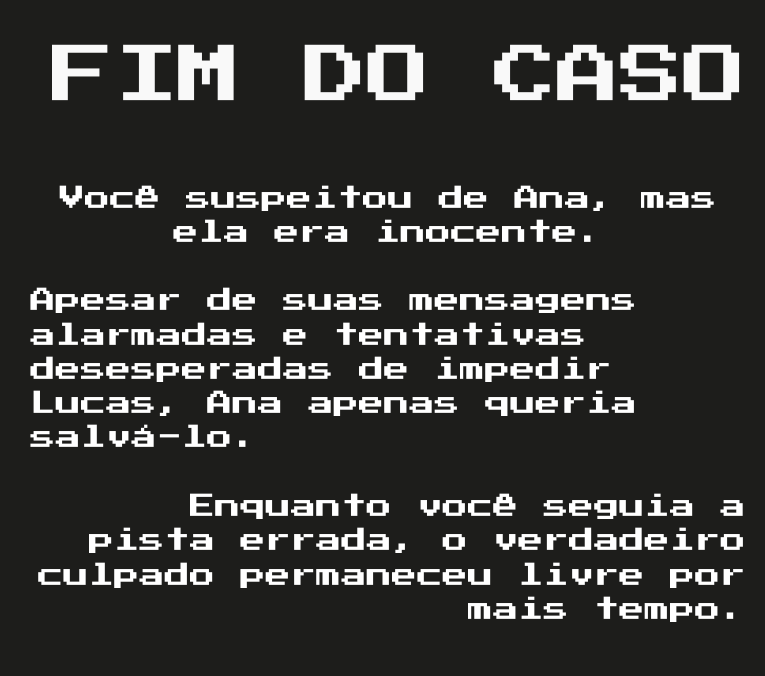 FIM DO CASO
Você suspeitou de Ana, mas
ela era inocente.
Apesar de suas mensagens
alarmadas e tentativas
desesperadas de impedir
Lucas, Ana apenas queria
salvá-lo.
Enquanto você seguia a
pista errada, o verdadeiro
culpado permaneceu livre por
mais tempo.